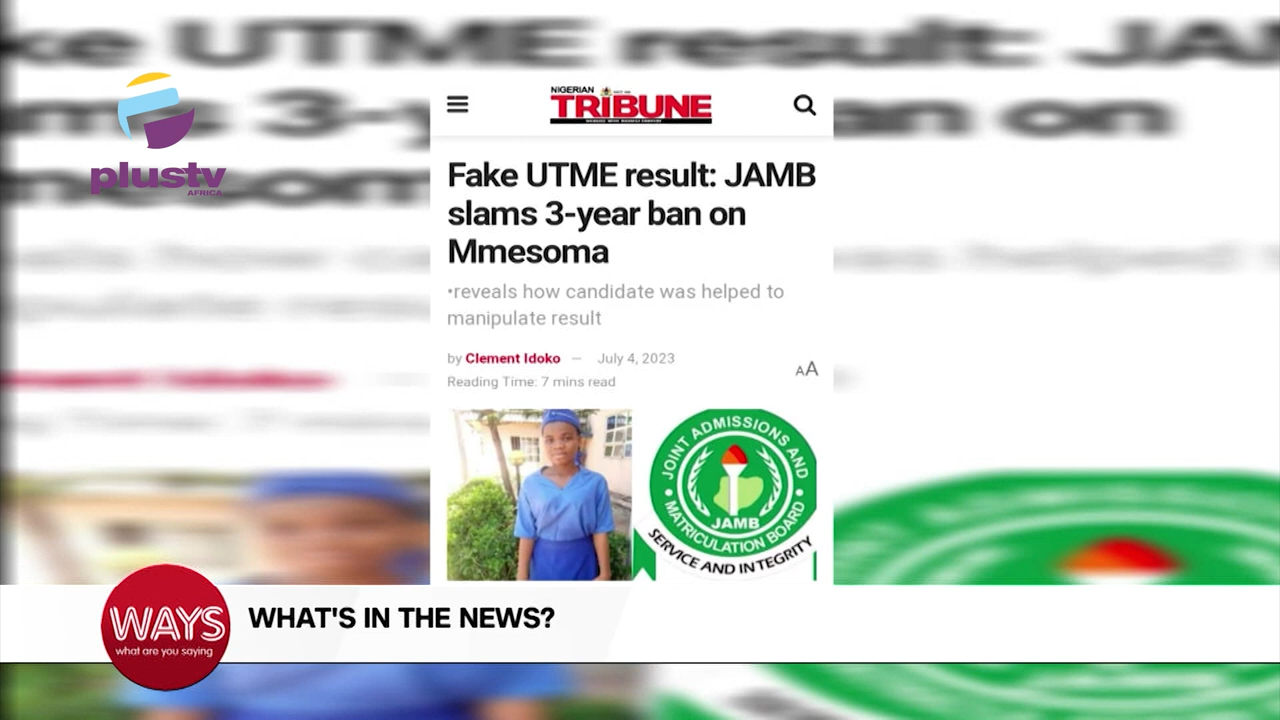 plustv
AFRICA
NIGERIAN
TRIBUNE
Fake UTME result: JAMB
slams 3-year ban on
Mmesoma
•reveals how candidate was helped to
manipulate result
by Clement Idoko — July 4, 2023
Reading Time: 7 mins read
AA
JOINT ADMISSIONS AND
MATRICULATION BOARD
JAMB
SERVICE AND INTEGRITY
WAYS
what are you saying
WHAT'S IN THE NEWS?